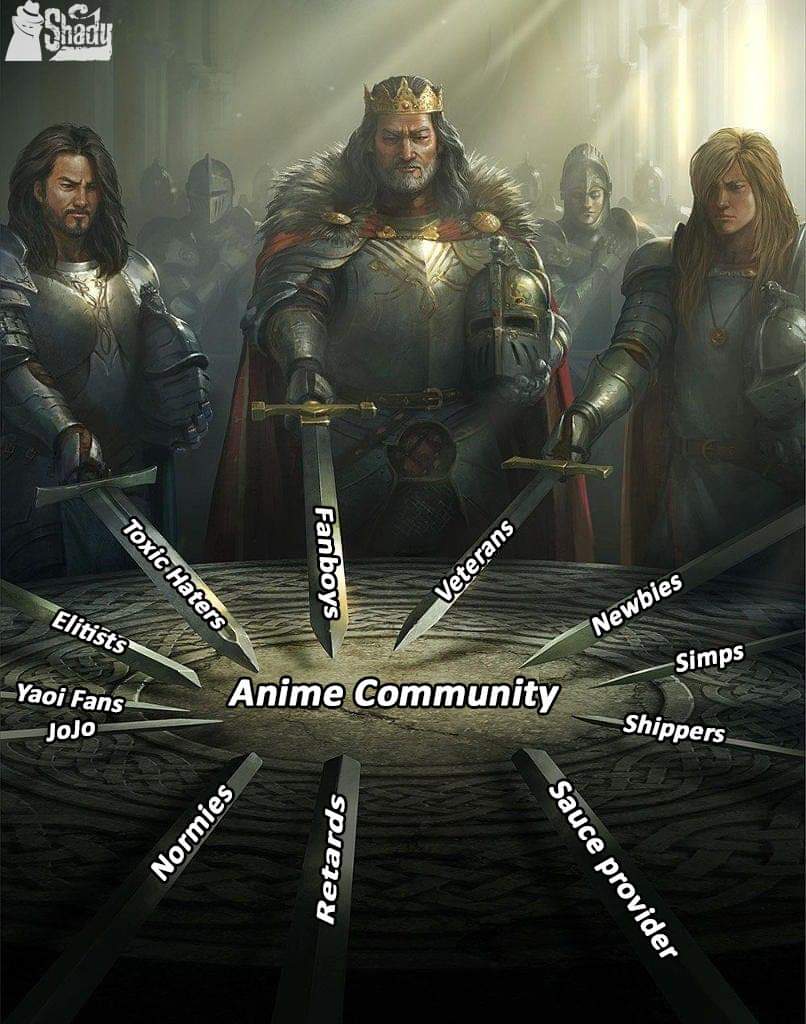 Shady
Fanboys
Toxic Haters
Veterans
Elitists
Newbies
Simps
Yaoi Fans
Anime Community
JoJo
Shippers
Normies
Retards
Sauce provider